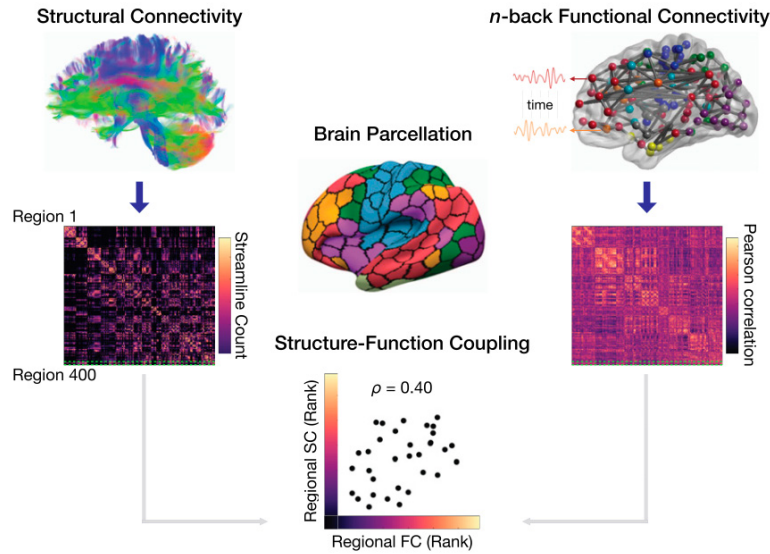 Structural Connectivity
n-back Functional Connectivity
time
Brain Parcellation
Region 1
Streamline Count
Region 400
Pearson correlation
Structure-Function Coupling
ρ = 0.40
Regional SC (Rank)
Regional FC (Rank)